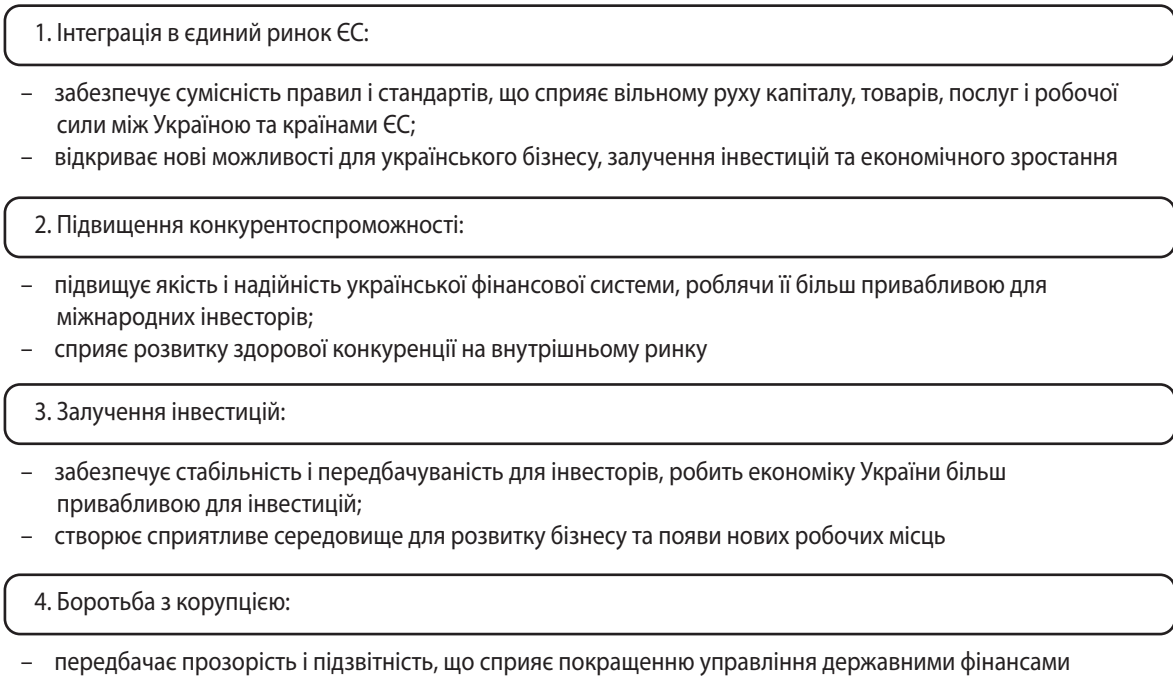 1. Інтеграція в єдиний ринок ЄС:
– забезпечує сумісність правил і стандартів, що сприяє вільному руху капіталу, товарів, послуг і робочої
сили між Україною та країнами ЄС;
– відкриває нові можливості для українського бізнесу, залучення інвестицій та економічного зростання
2. Підвищення конкурентоспроможності:
– підвищує якість і надійність української фінансової системи, роблячи її більш привабливою для
міжнародних інвесторів;
– сприяє розвитку здорової конкуренції на внутрішньому ринку
3. Залучення інвестицій:
– забезпечує стабільність і передбачуваність для інвесторів, робить економіку України більш
привабливою для інвестицій;
– створює сприятливе середовище для розвитку бізнесу та появи нових робочих місць
4. Боротьба з корупцією:
– передбачає прозорість і підзвітність, що сприяє покращенню управління державними фінансами